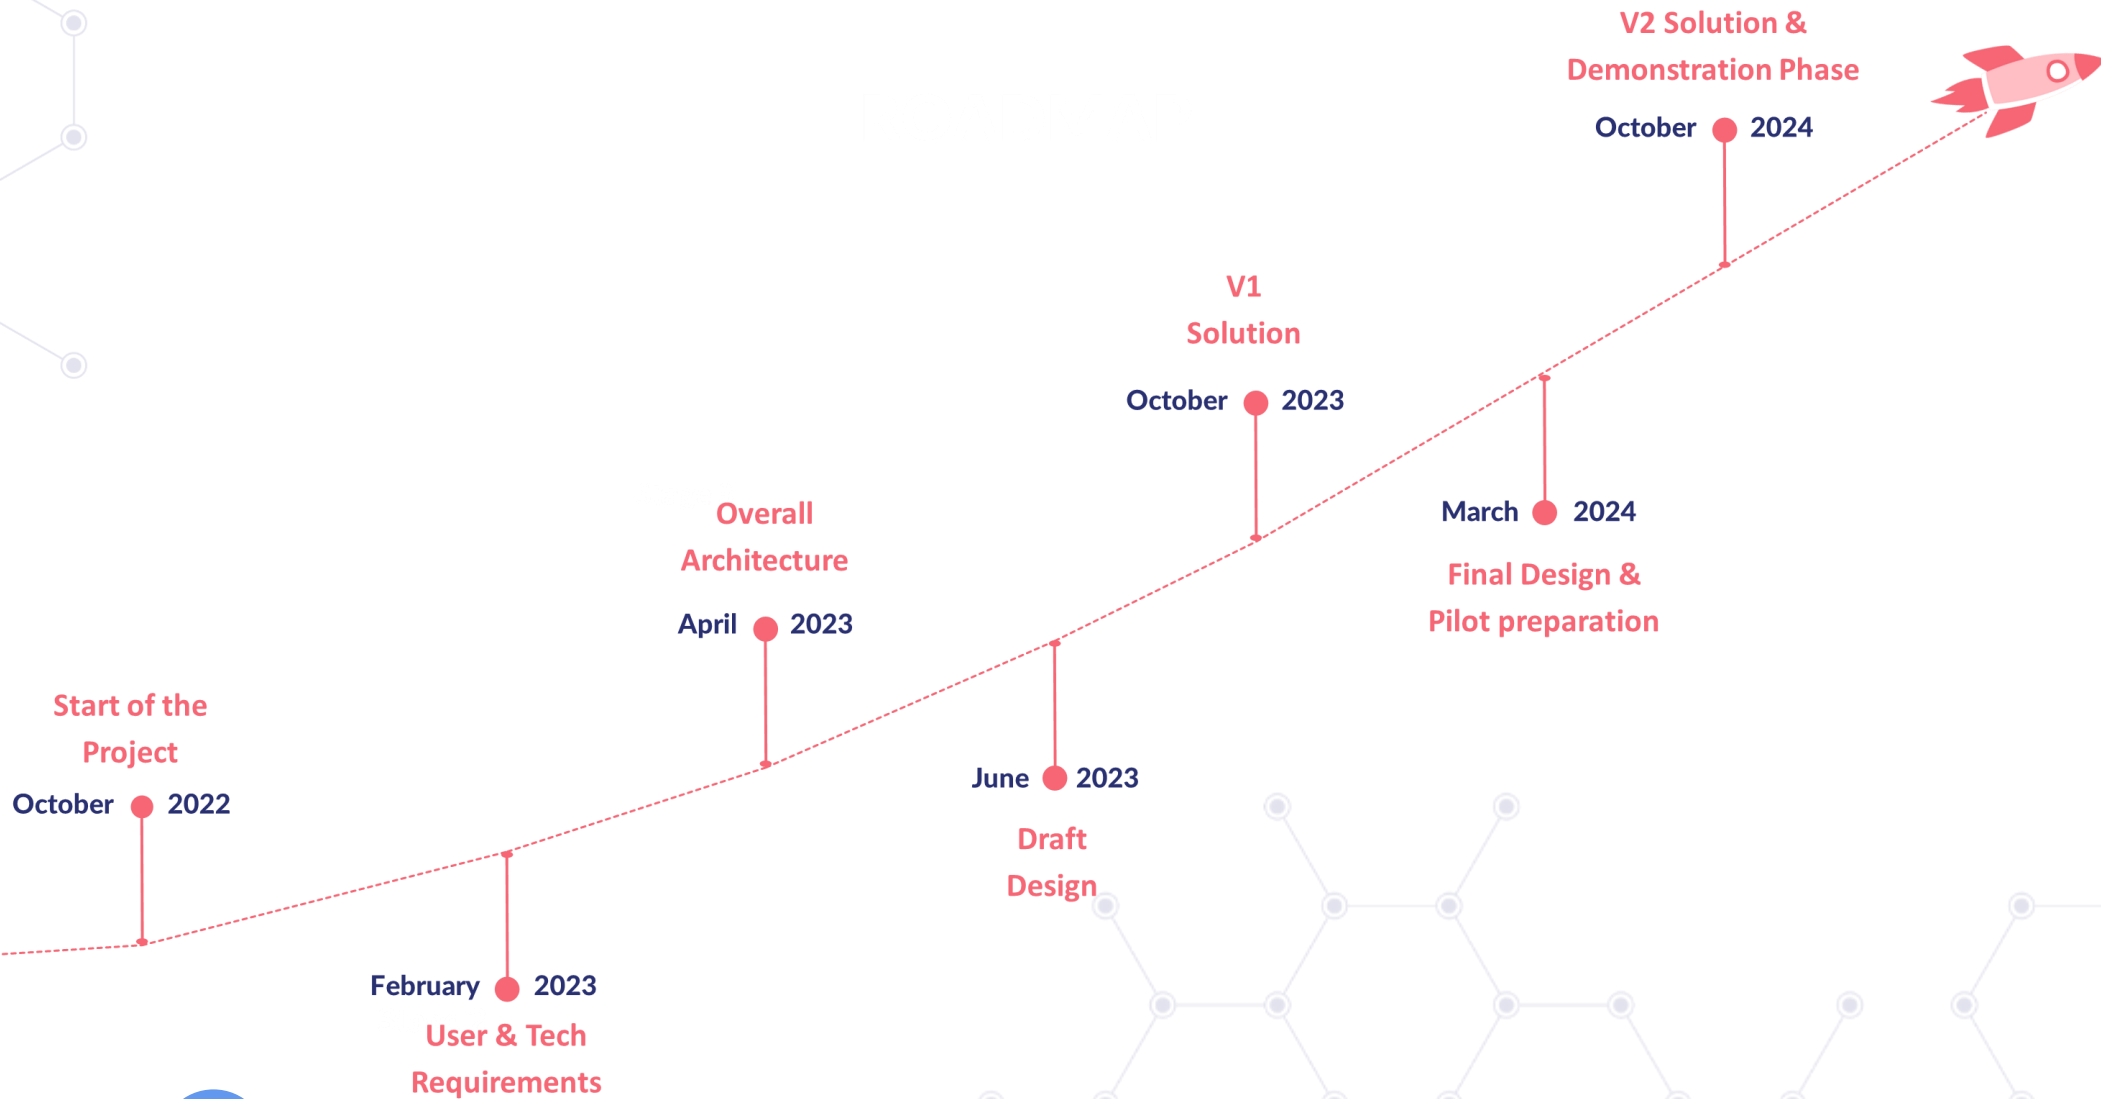 Start of the
Project
October 2022
February 2023
User & Tech
Requirements
Overall
Architecture
April 2023
June 2023
Draft
Design
V1
Solution
October 2023
March 2024
Final Design &
Pilot preparation
V2 Solution &
Demonstration Phase
October 2024